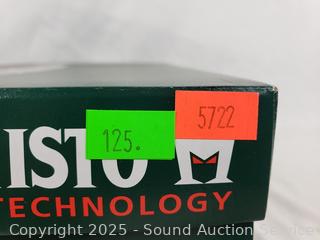 125.
5722
ISTO
TECHNOLOGY
Copyright 2025 - Sound Auction Service